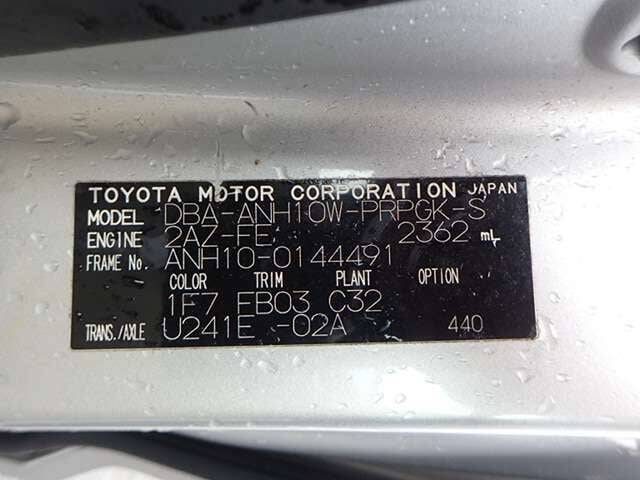 TOYOTA MOTOR CORPORATION JAPAN
MODEL DBA-ANH10W-PRPGK-S
ENGINE 2AZ-FE 2362 mL
FRAME No. ANH10-0144491
COLOR TRIM PLANT OPTION
1F7 FB03 C32
TRANS./AXLE U241E -02A 440